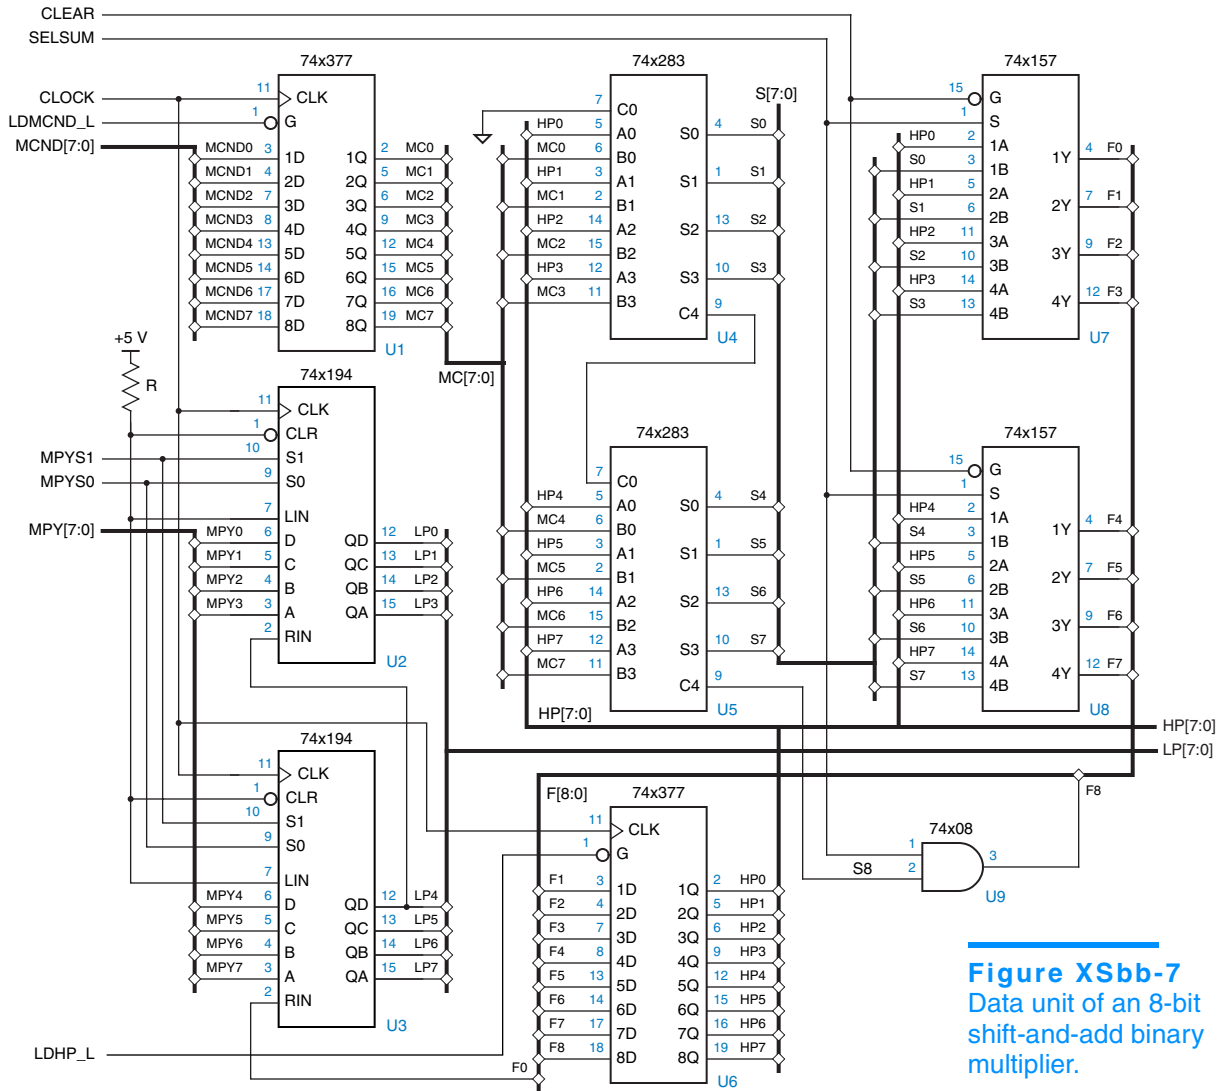 CLEAR
SELSUM
CLOCK
LDMCND_L
MCND[7:0]
74x377
11 CLK
1 G
MCND0 3 1D 1Q 2 MC0
MCND1 4 2D 2Q 5 MC1
MCND2 7 3D 3Q 6 MC2
MCND3 8 4D 4Q 9 MC3
MCND4 13 5D 5Q 12 MC4
MCND5 14 6D 6Q 15 MC5
MCND6 17 7D 7Q 16 MC6
MCND7 18 8D 8Q 19 MC7
U1
MC[7:0]
+5 V
R
MPYS1
MPYS0
MPY[7:0]
74x194
11 CLK
1 CLR
10 S1
9 S0
7 LIN
MPY0 6 D QD 12 LP0
MPY1 5 C QC 13 LP1
MPY2 4 B QB 14 LP2
MPY3 3 A QA 15 LP3
2 RIN
U2
74x194
11 CLK
1 CLR
10 S1
9 S0
7 LIN
MPY4 6 D QD 12 LP4
MPY5 5 C QC 13 LP5
MPY6 4 B QB 14 LP6
MPY7 3 A QA 15 LP7
2 RIN
U3
LDHP_L
F0
74x283
7 C0
HP0 5 A0 S0 4 S0
MC0 6 B0
HP1 3 A1 S1 1 S1
MC1 2 B1
HP2 14 A2 S2 13 S2
MC2 15 B2
HP3 12 A3 S3 10 S3
MC3 11 B3
C4 9
U4
S[7:0]
74x283
7 C0
HP4 5 A0 S0 4 S4
MC4 6 B0
HP5 3 A1 S1 1 S5
MC5 2 B1
HP6 14 A2 S2 13 S6
MC6 15 B2
HP7 12 A3 S3 10 S7
MC7 11 B3
C4 9
U5
HP[7:0]
74x157
15 G
1 S
HP0 2 1A 1Y 4 F0
S0 3 1B
HP1 5 2A 2Y 7 F1
S1 6 2B
HP2 11 3A 3Y 9 F2
S2 10 3B
HP3 14 4A 4Y 12 F3
S3 13 4B
U7
74x157
15 G
1 S
HP4 2 1A 1Y 4 F4
S4 3 1B
HP5 5 2A 2Y 7 F5
S5 6 2B
HP6 11 3A 3Y 9 F6
S6 10 3B
HP7 14 4A 4Y 12 F7
S7 13 4B
U8
HP[7:0]
LP[7:0]
F[8:0]
74x377
11 CLK
1 G
F1 3 1D 1Q 2 HP0
F2 4 2D 2Q 5 HP1
F3 7 3D 3Q 6 HP2
F4 8 4D 4Q 9 HP3
F5 13 5D 5Q 12 HP4
F6 14 6D 6Q 15 HP5
F7 17 7D 7Q 16 HP6
F8 18 8D 8Q 19 HP7
U6
F8
74x08
1
S8 2 3
U9
Figure XSbb-7
Data unit of an 8-bit
shift-and-add binary
multiplier.